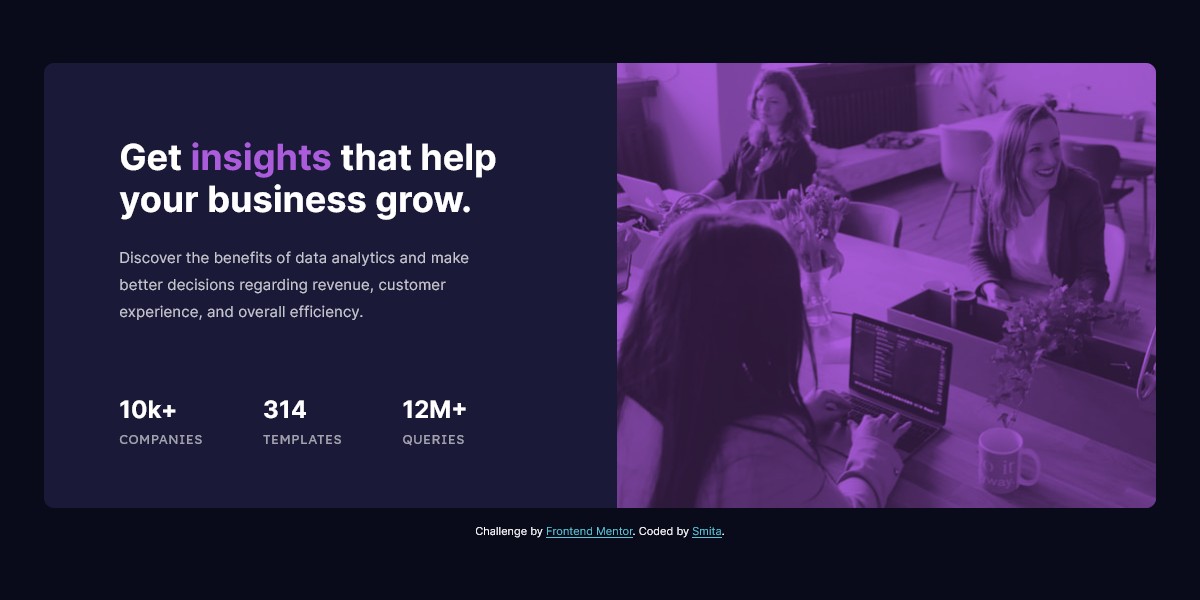 Get insights that help
your business grow.
Discover the benefits of data analytics and make
better decisions regarding revenue, customer
experience, and overall efficiency.
10k+ 314 12M+
COMPANIES TEMPLATES QUERIES
Challenge by Frontend Mentor. Coded by Smita.